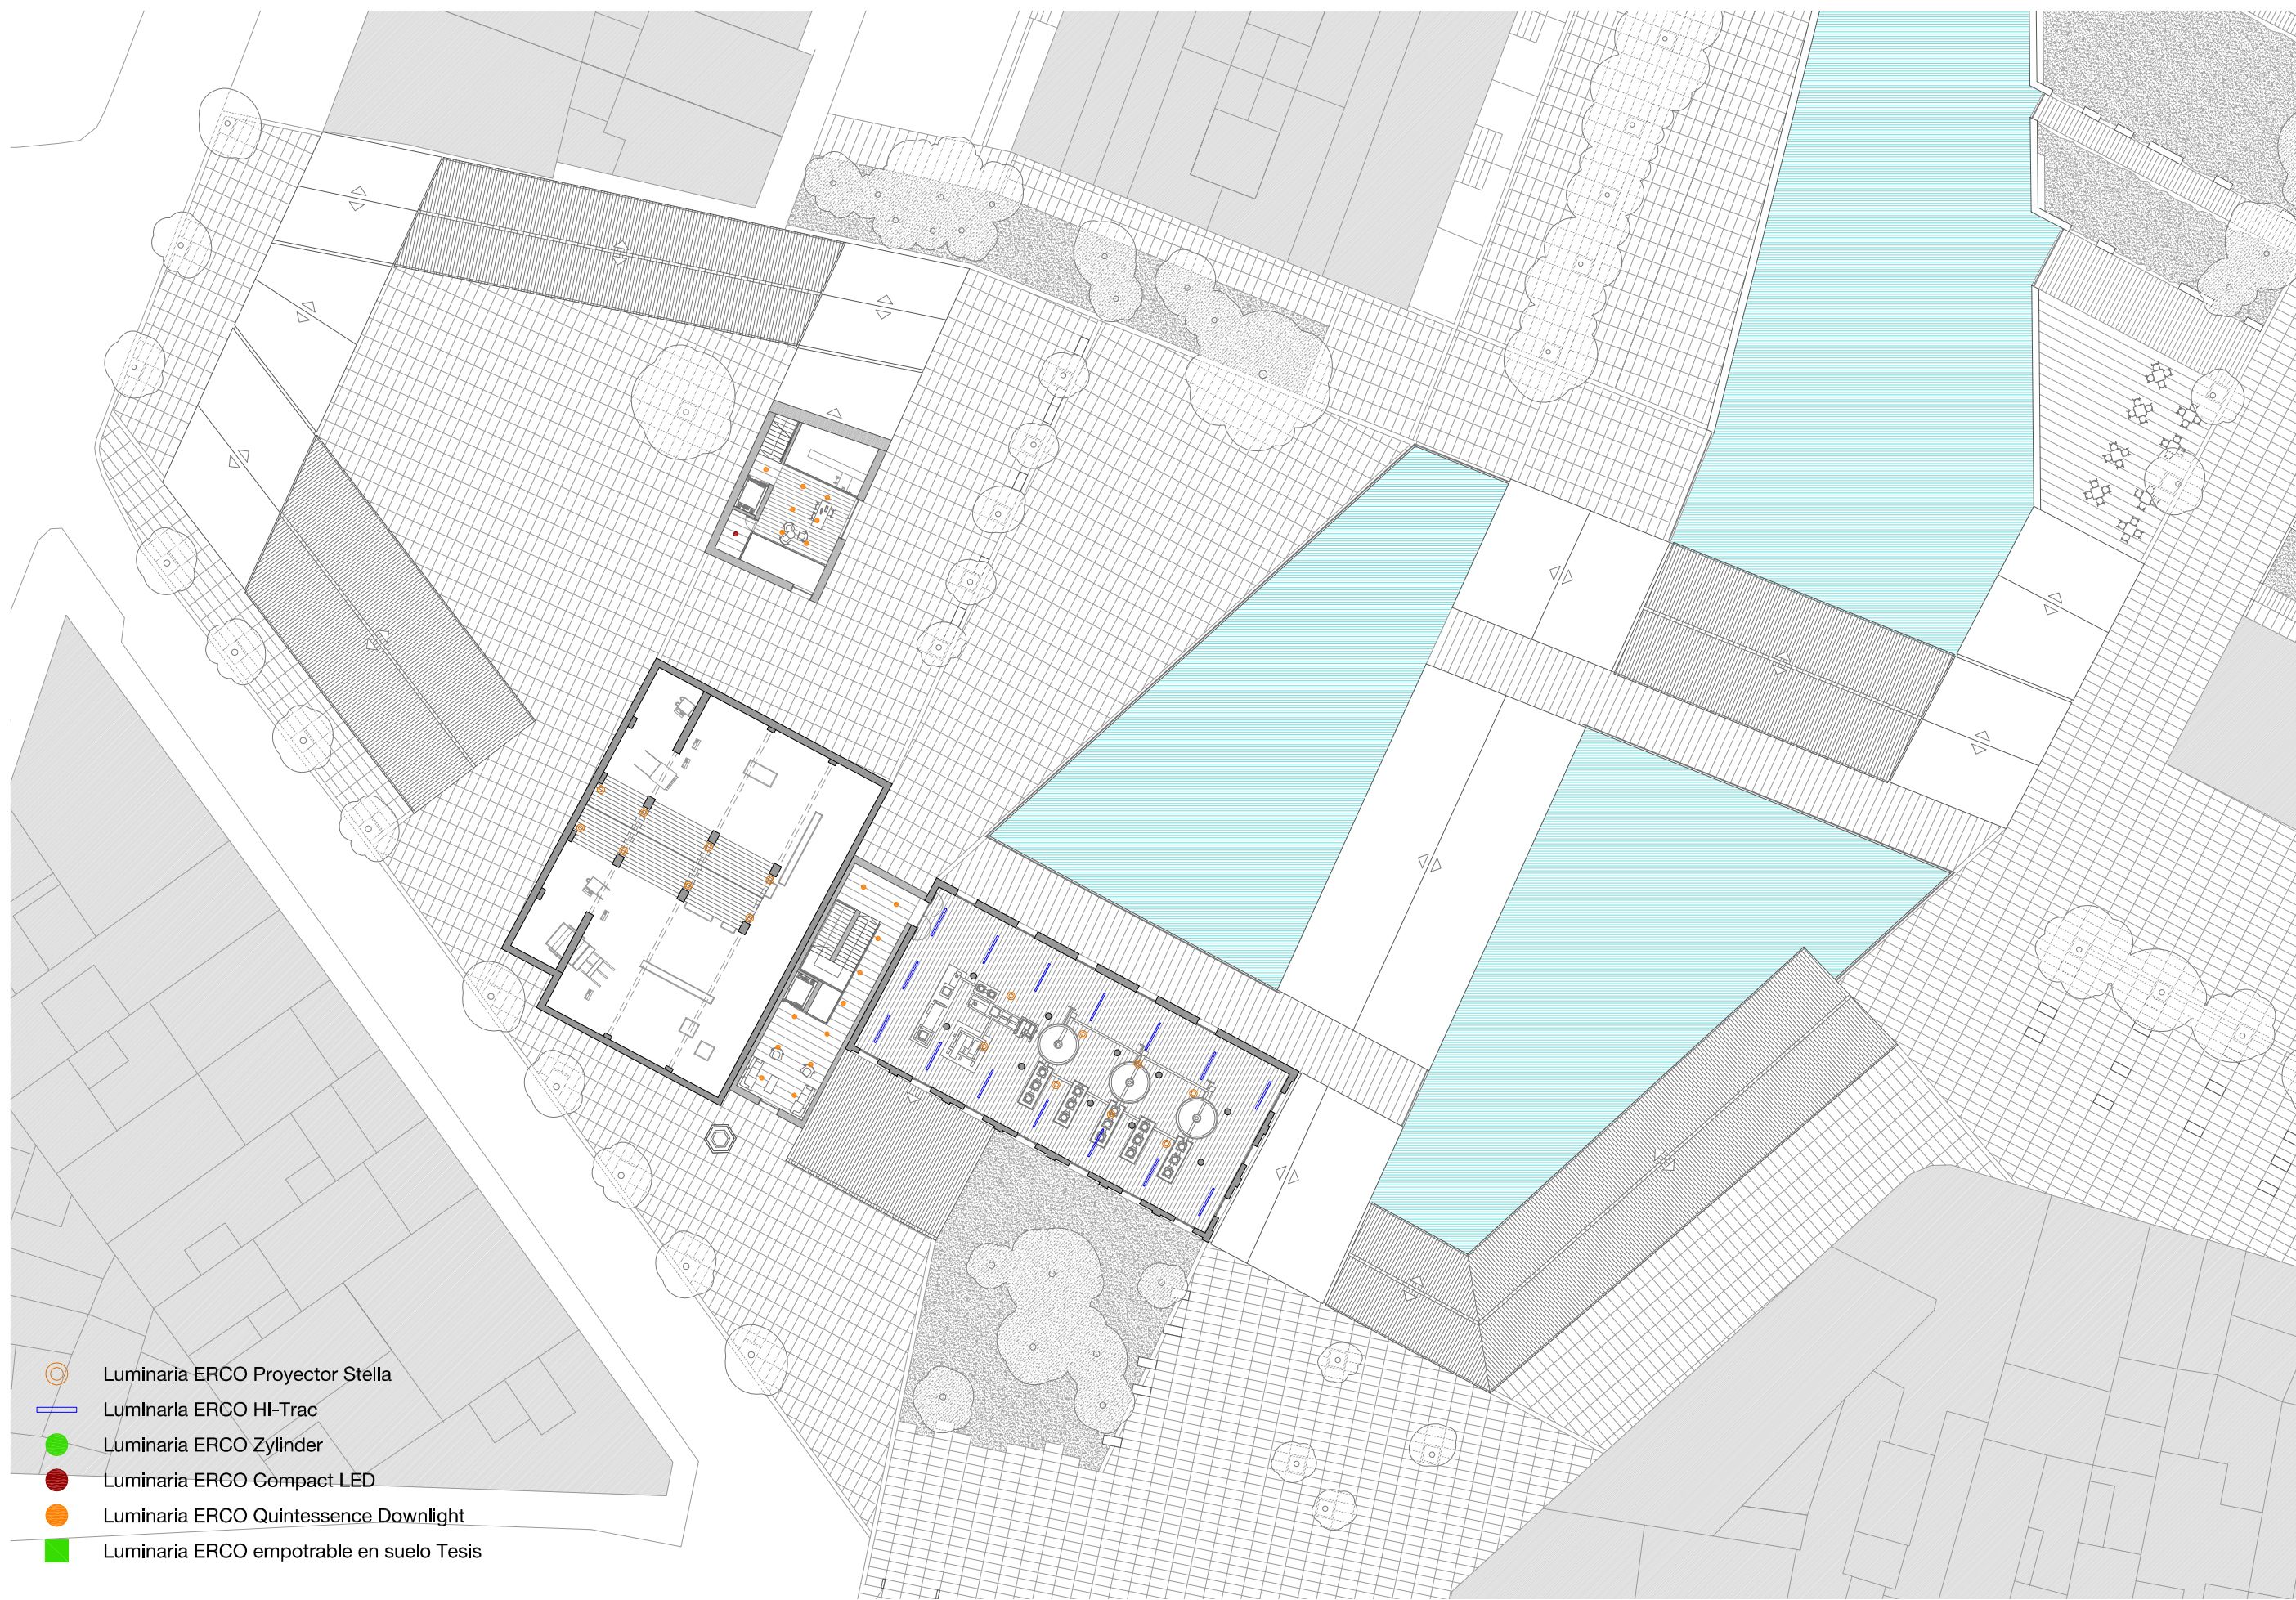 Luminaria ERCO Proyector Stella
Luminaria ERCO Hi-Trac
Luminaria ERCO Zylinder
Luminaria ERCO Compact LED
Luminaria ERCO Quintessence Downlight
Luminaria ERCO empotrable en suelo Tesis